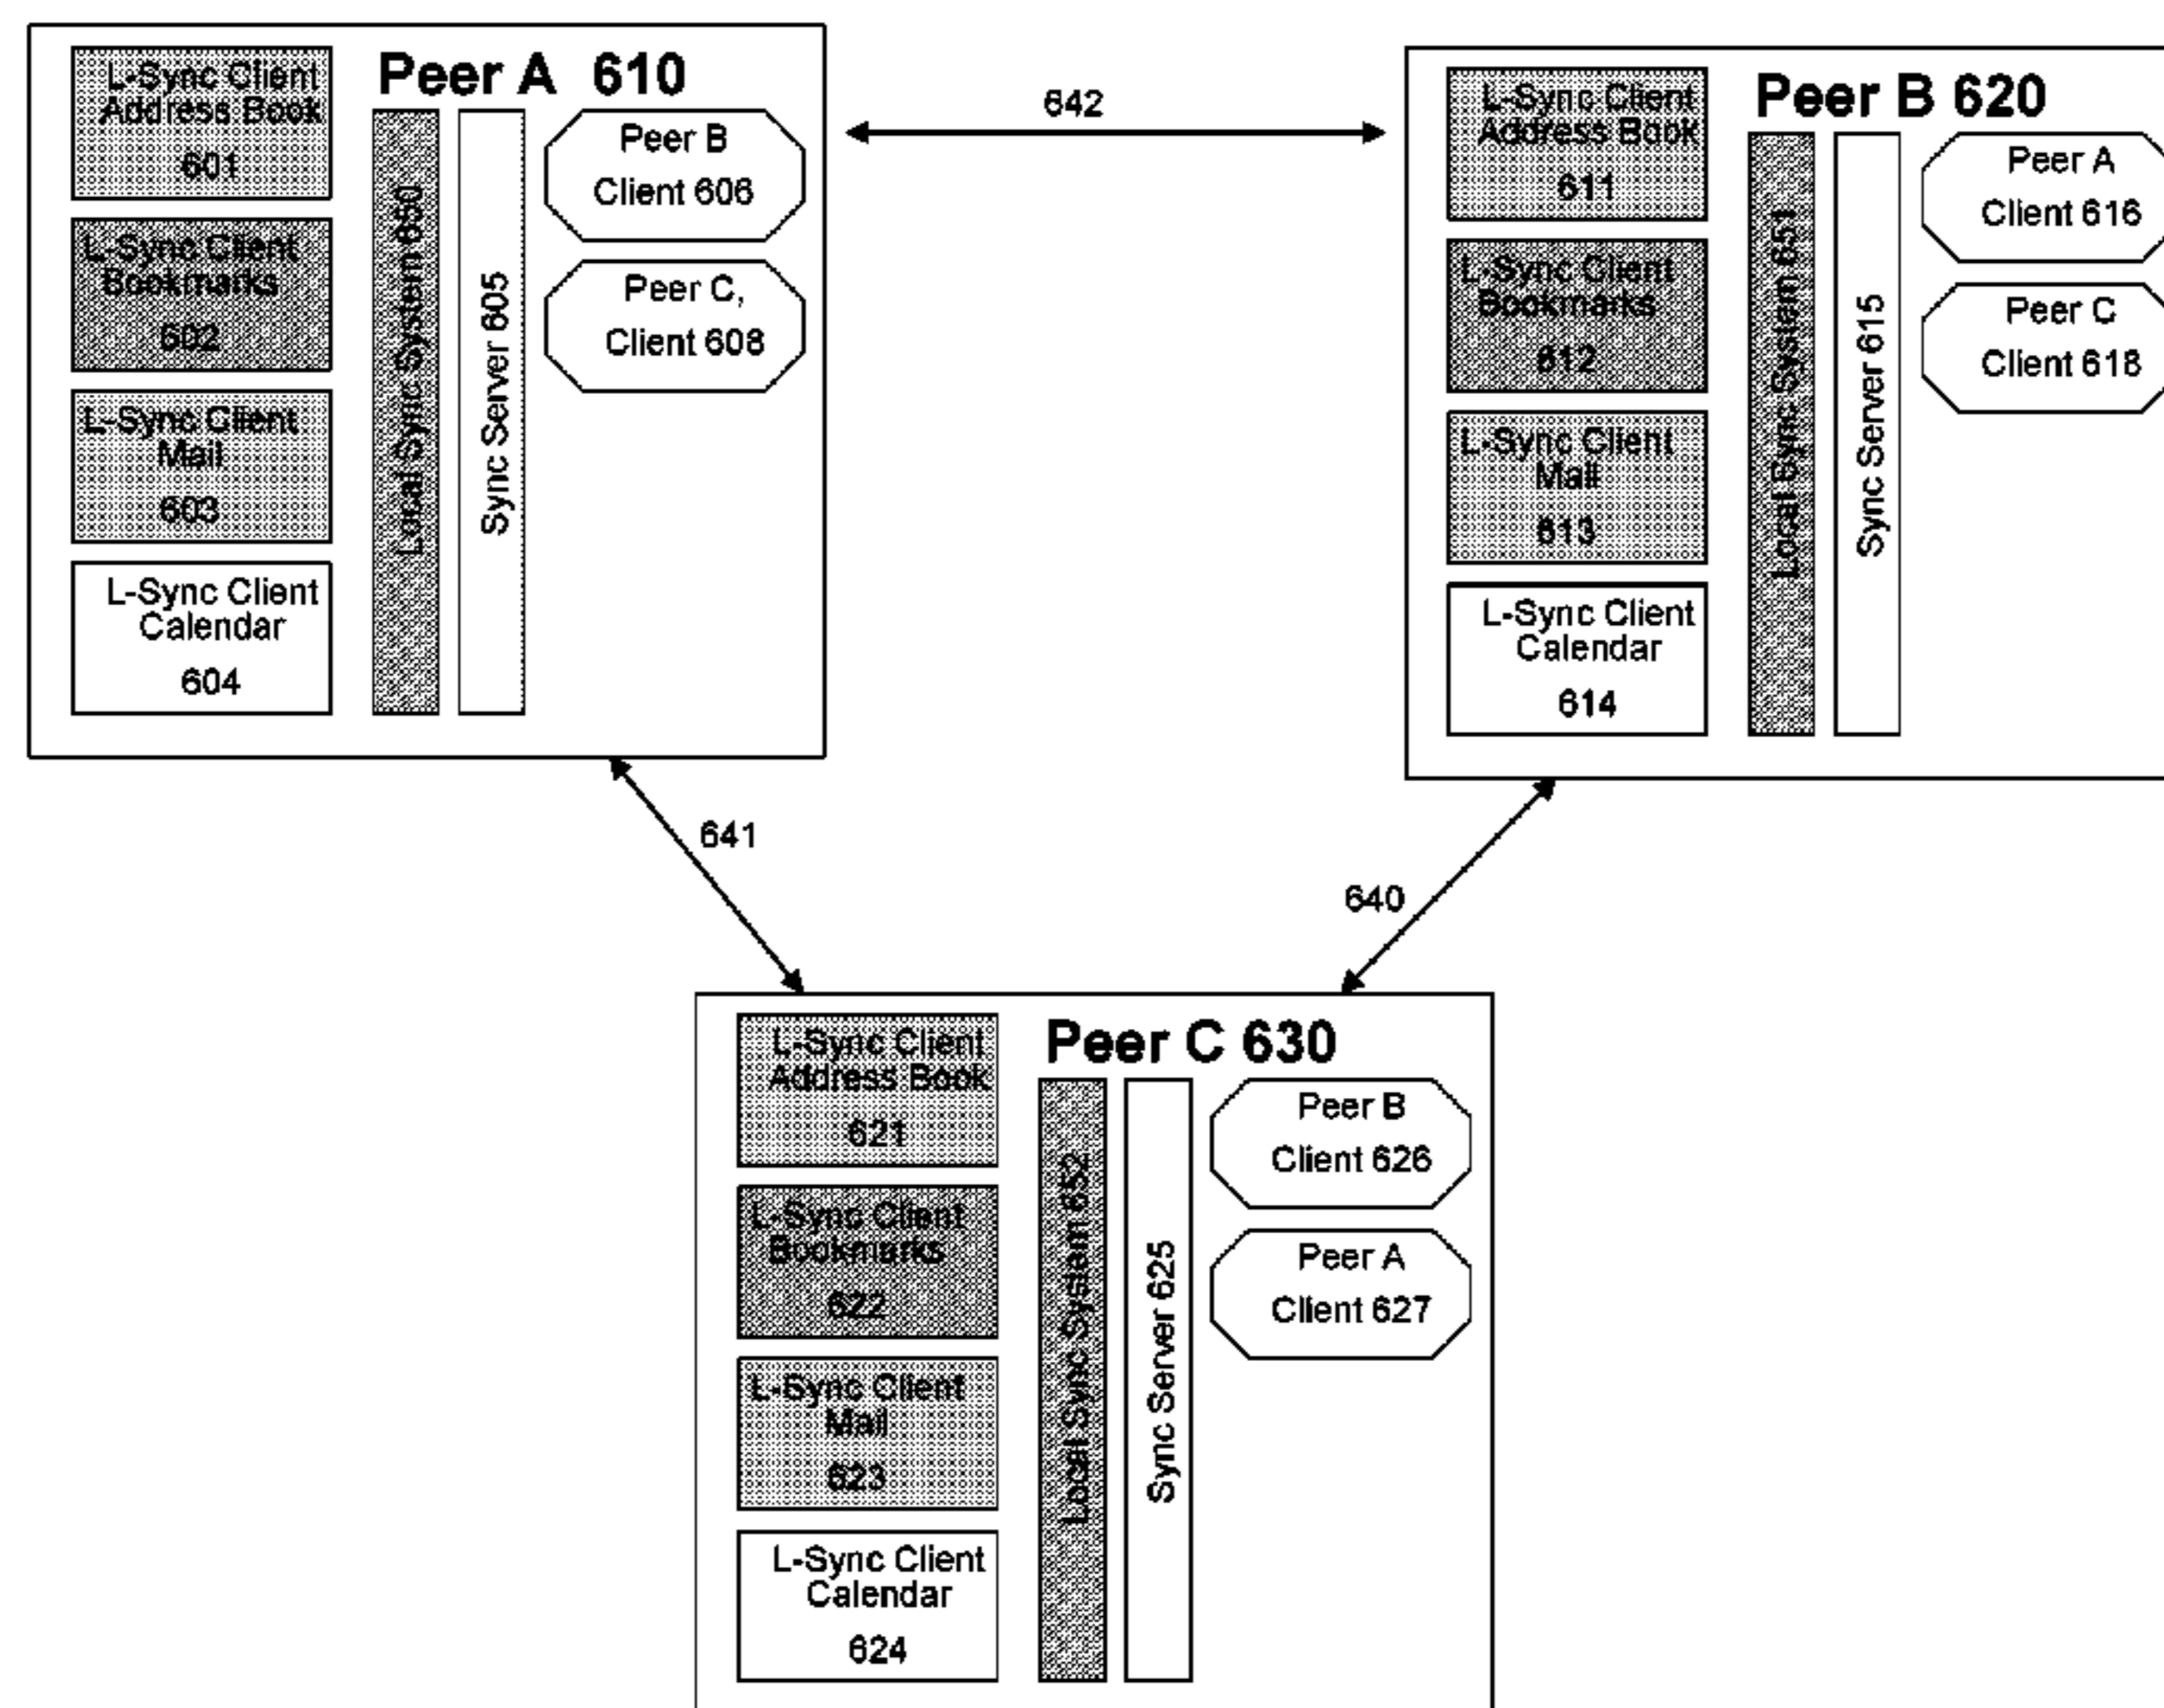 Peer A 610
L-Sync Client
Address Book
601
L-Sync Client
Bookmarks
602
L-Sync Client
Mail
603
L-Sync Client
Calendar
604
Local Sync System 650
Sync Server 605
Peer B
Client 606
Peer C,
Client 608
642
Peer B 620
L-Sync Client
Address Book
611
L-Sync Client
Bookmarks
612
L-Sync Client
Mail
613
L-Sync Client
Calendar
614
Local Sync System 651
Sync Server 615
Peer A
Client 616
Peer C
Client 618
641
640
Peer C 630
L-Sync Client
Address Book
621
L-Sync Client
Bookmarks
622
L-Sync Client
Mail
623
L-Sync Client
Calendar
624
Local Sync System 652
Sync Server 625
Peer B
Client 626
Peer A
Client 627